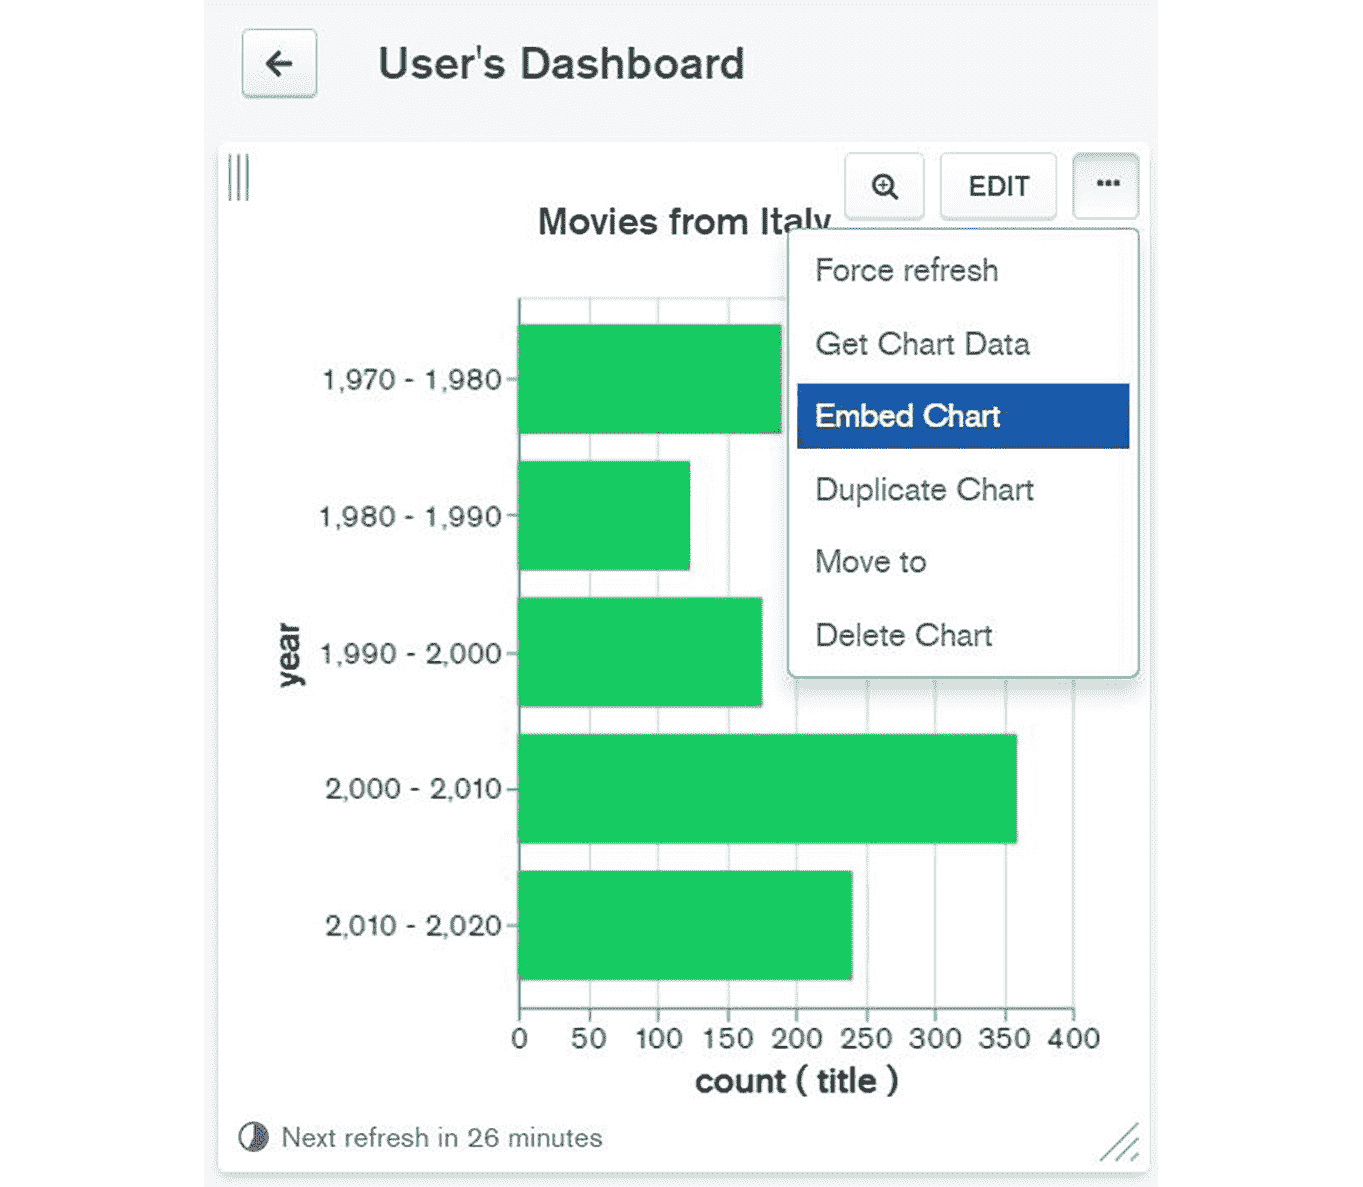 User's Dashboard
EDIT
...
Movies from Italy
Force refresh
Get Chart Data
Embed Chart
Duplicate Chart
Move to
Delete Chart
year
1,970 - 1,980
1,980 - 1,990
1,990 - 2,000
2,000 - 2,010
2,010 - 2,020
0 50 100 150 200 250 300 350 400
count ( title )
Next refresh in 26 minutes